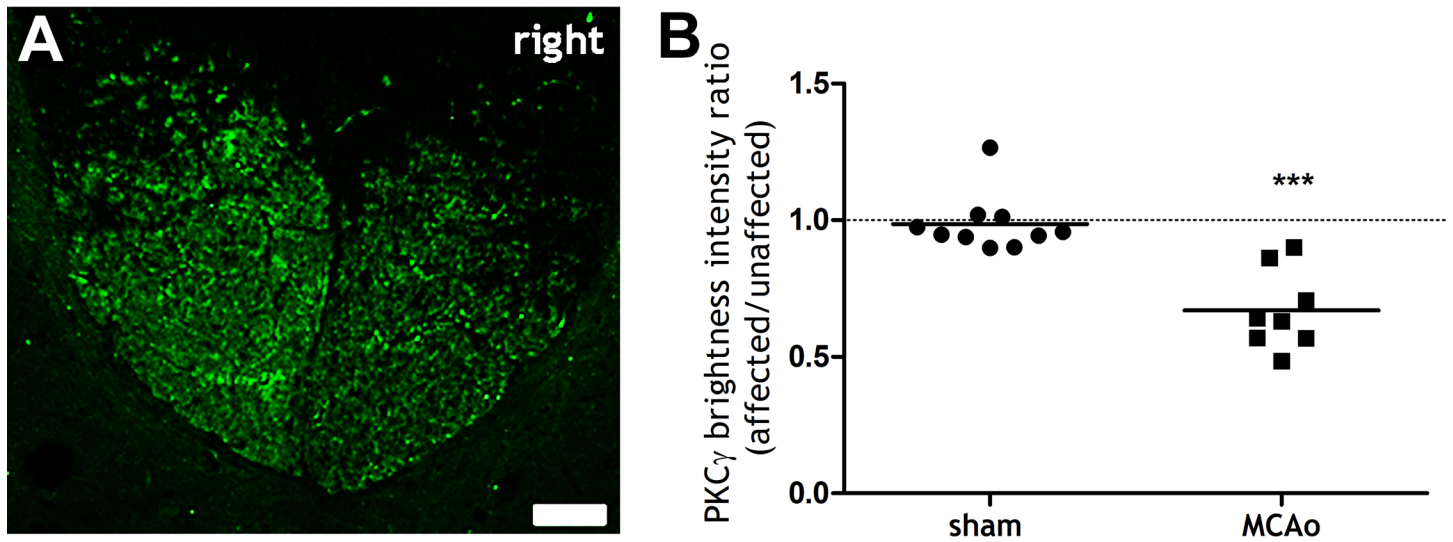 A
right
B
PKCγ brightness intensity ratio
(affected/unaffected)
1.5
1.0
0.5
0.0
***
sham
MCAo